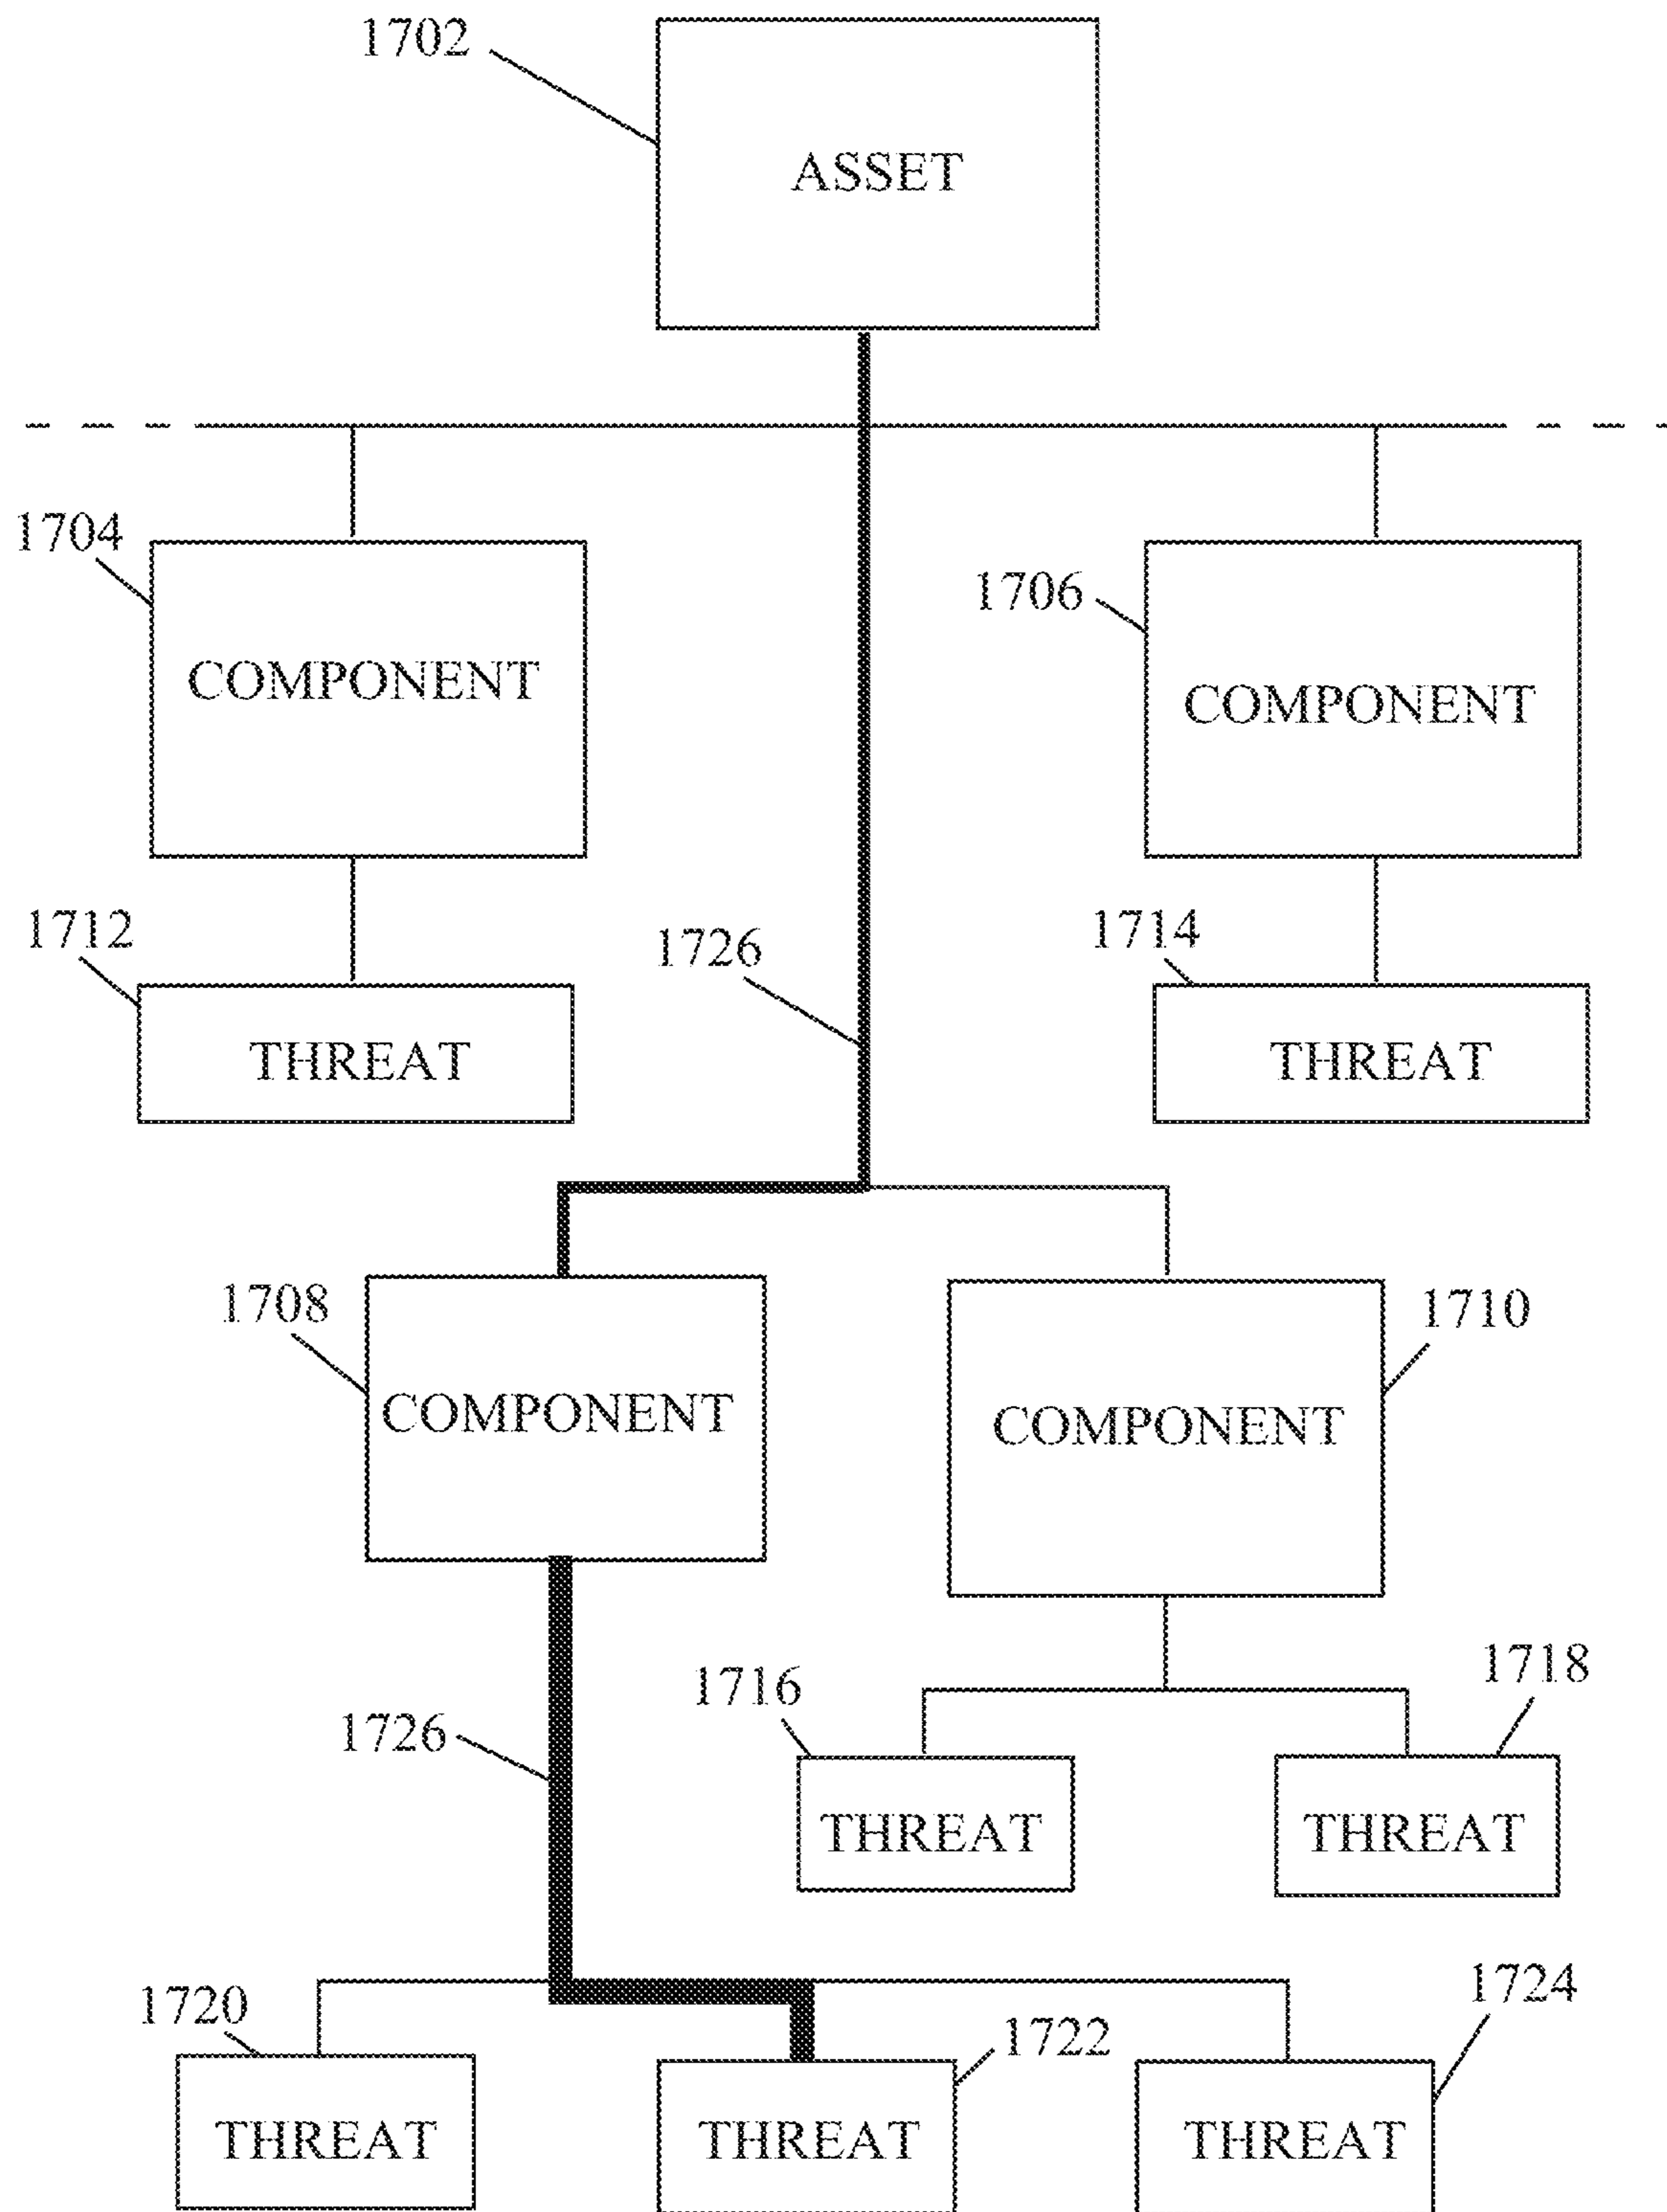 1702
ASSET
1704
1706
COMPONENT
COMPONENT
1712
1726
1714
THREAT
THREAT
1708
1710
COMPONENT
COMPONENT
1716
1718
1726
THREAT
THREAT
1720
1722
1724
THREAT
THREAT
THREAT